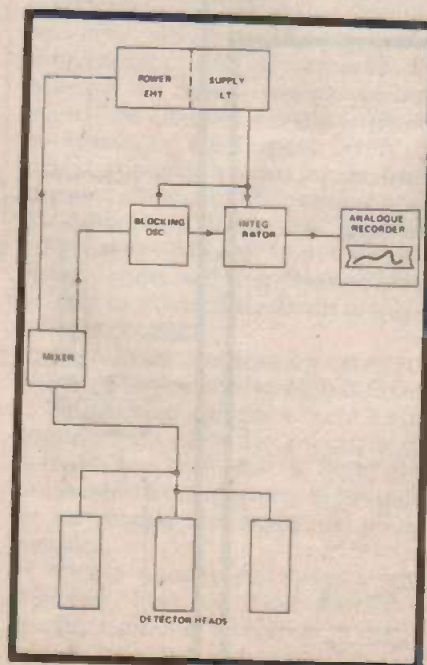 POWER
EHT
SUPPLY
LT
BLOCKING
OSC
INTEG
RATOR
ANALOGUE
RECORDER
MIXER
DETECTOR HEADS